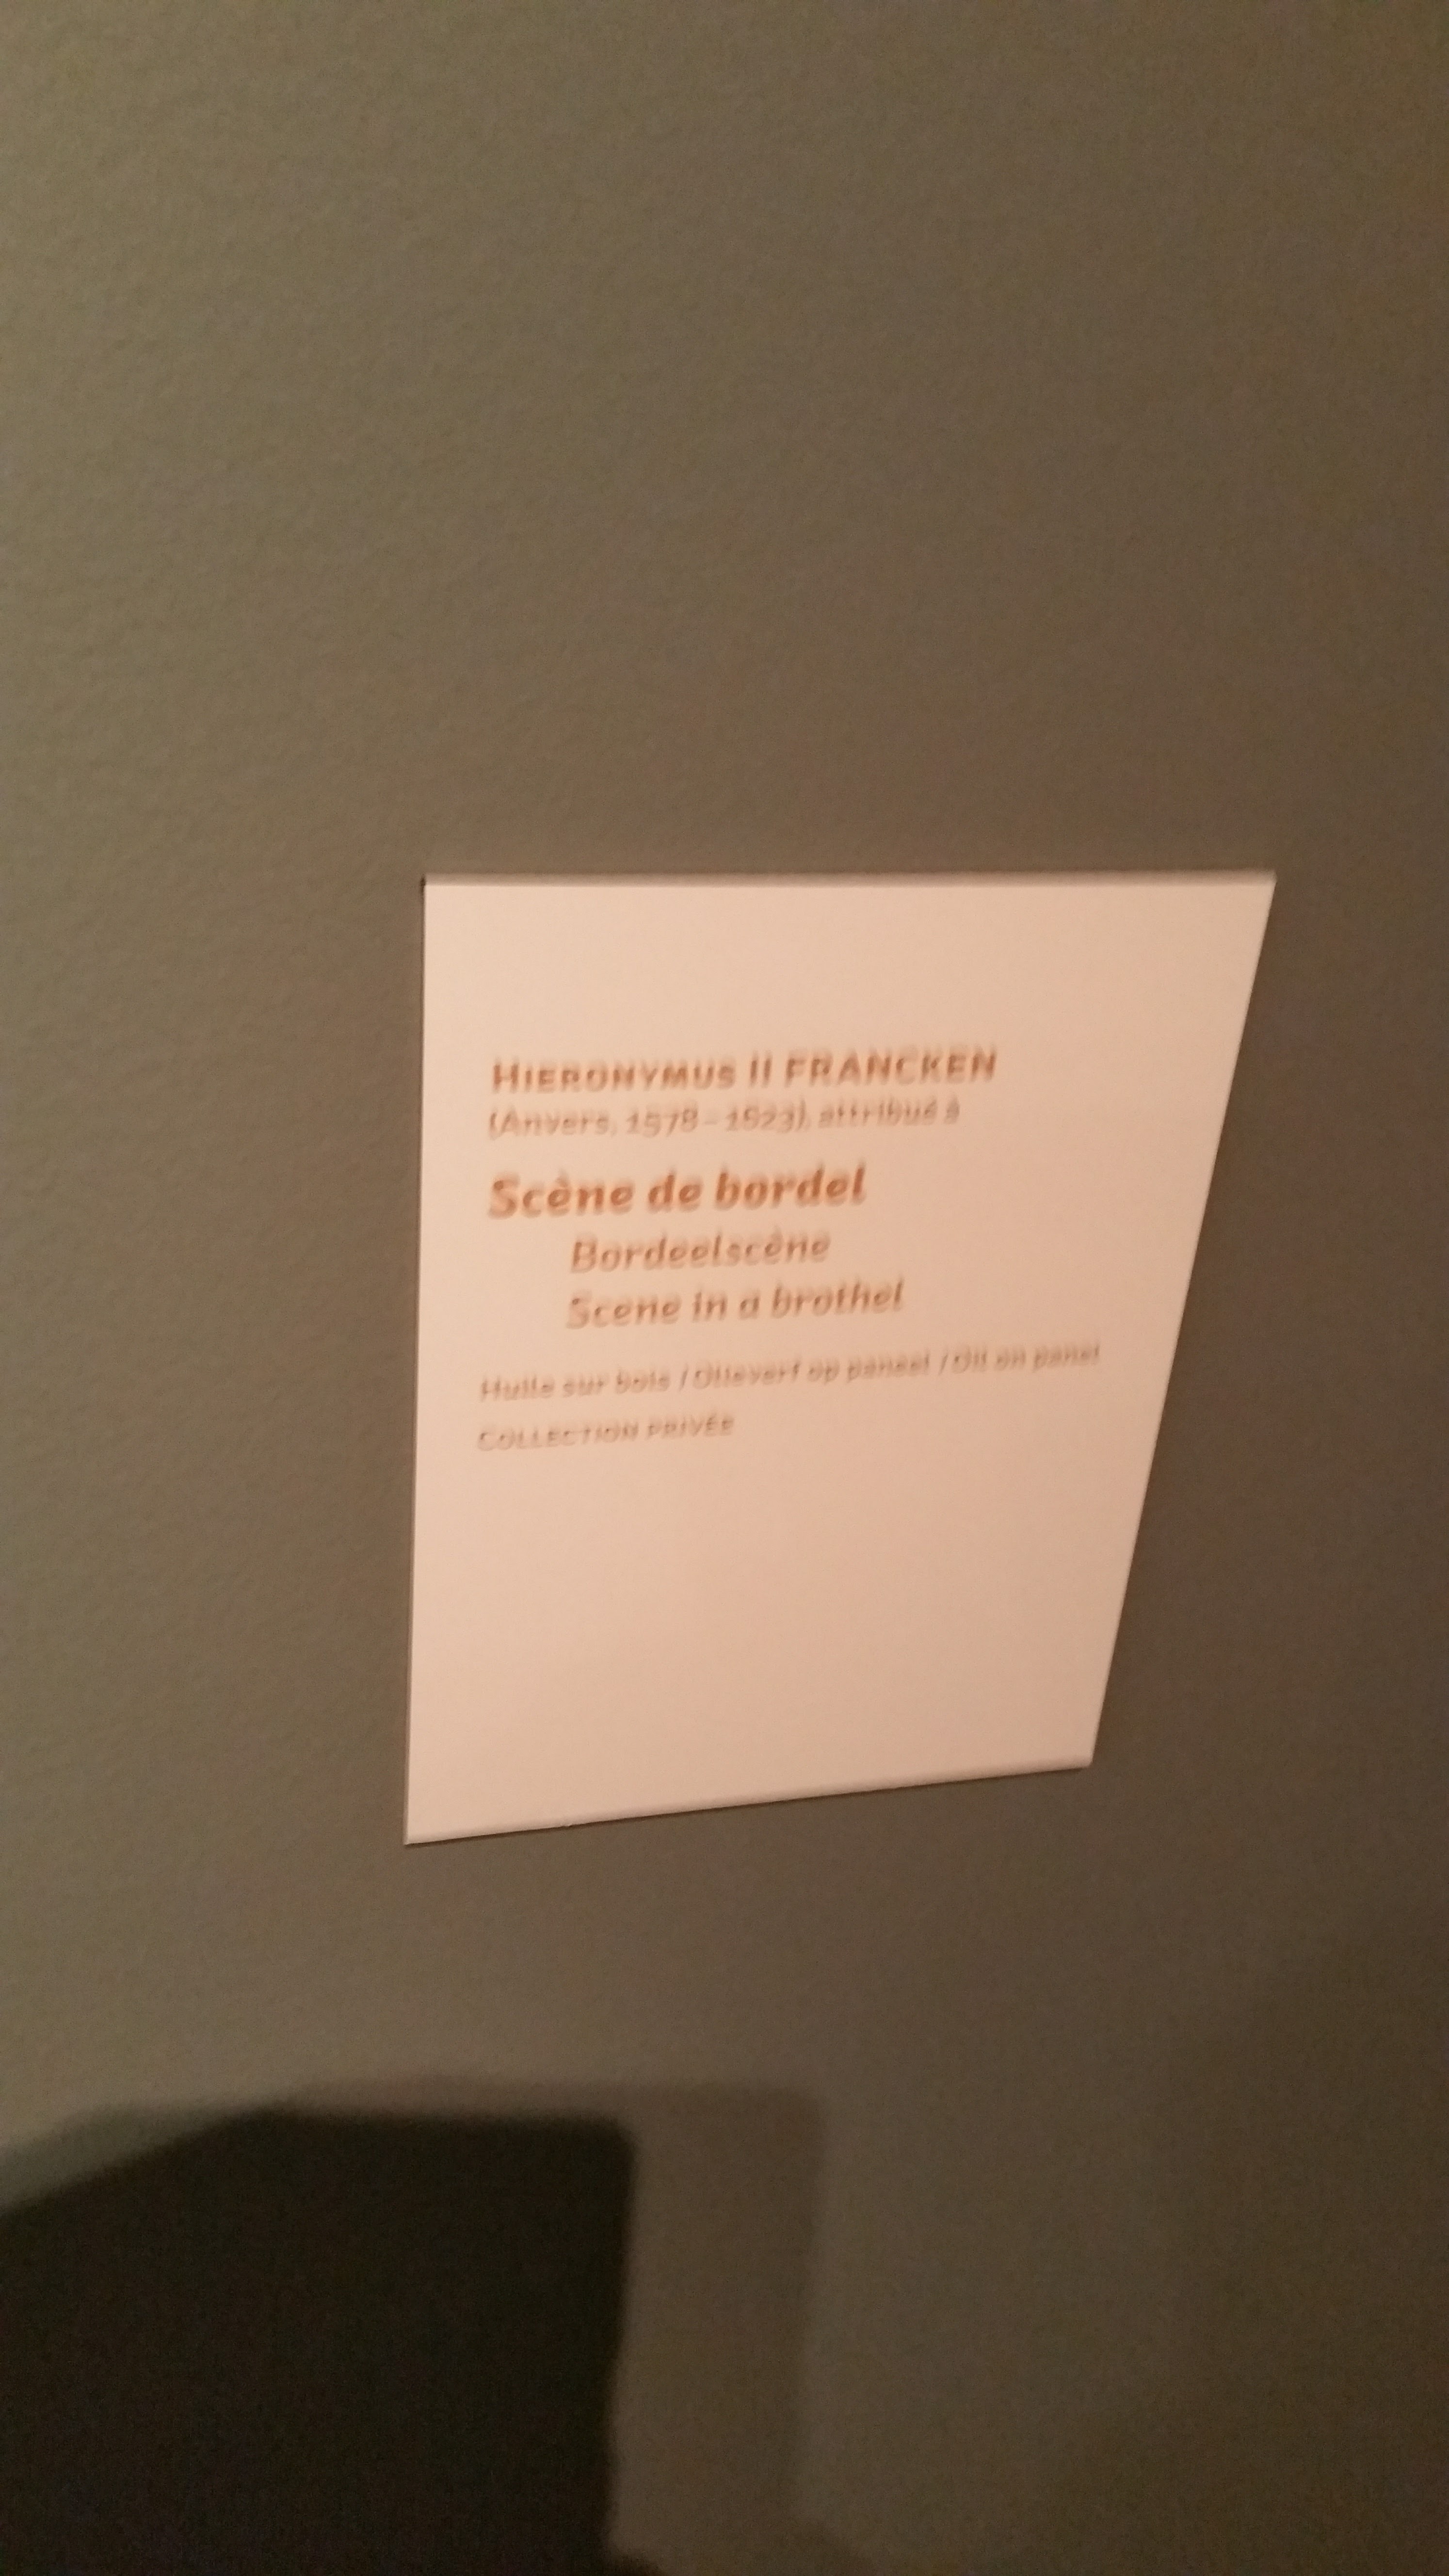 HIERONYMUS II FRANCKEN
(Anvers, 1578 – 1623), attribué à
Scène de bordel
Bordeelscène
Scene in a brothel
Huile sur bois / Olieverf op paneel / Oil on panel
COLLECTION PRIVÉE